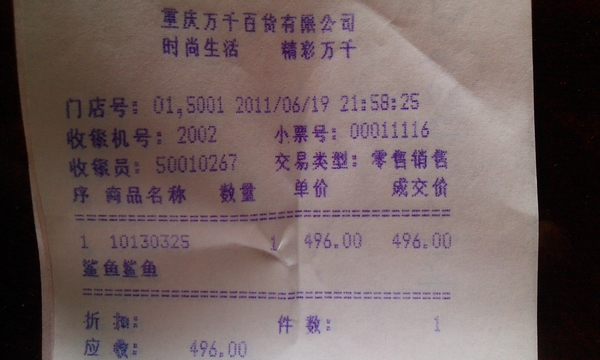 重庆万千百货有限公司
时尚生活 精彩万千
门店号: 01,5001 2011/06/19 21:58:25
收银机号: 2002 小票号: 00011116
收银员: 50010267 交易类型: 零售销售
序 商品名称 数量 单价 成交价
================================
1 10130325 1 496.00 496.00
鲨鱼鲨鱼
================================
折扣: 件数: 1
应收: 496.00